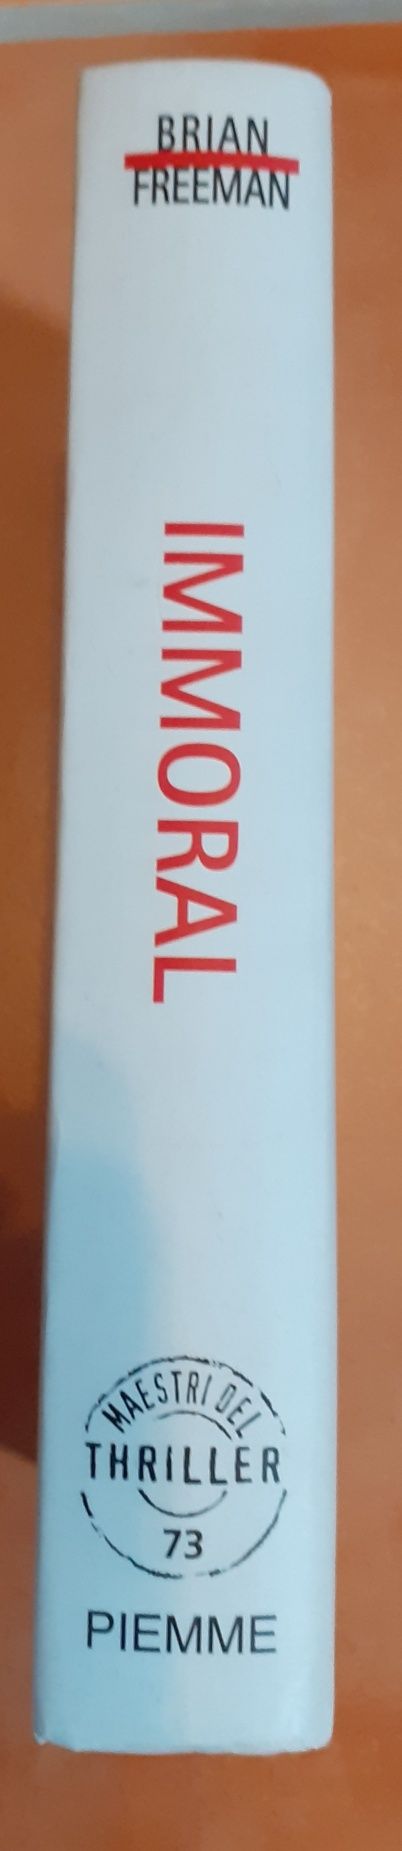 BRIAN
FREEMAN
IMMORAL
MAESTRI DEL
THRILLER
73
PIEMME